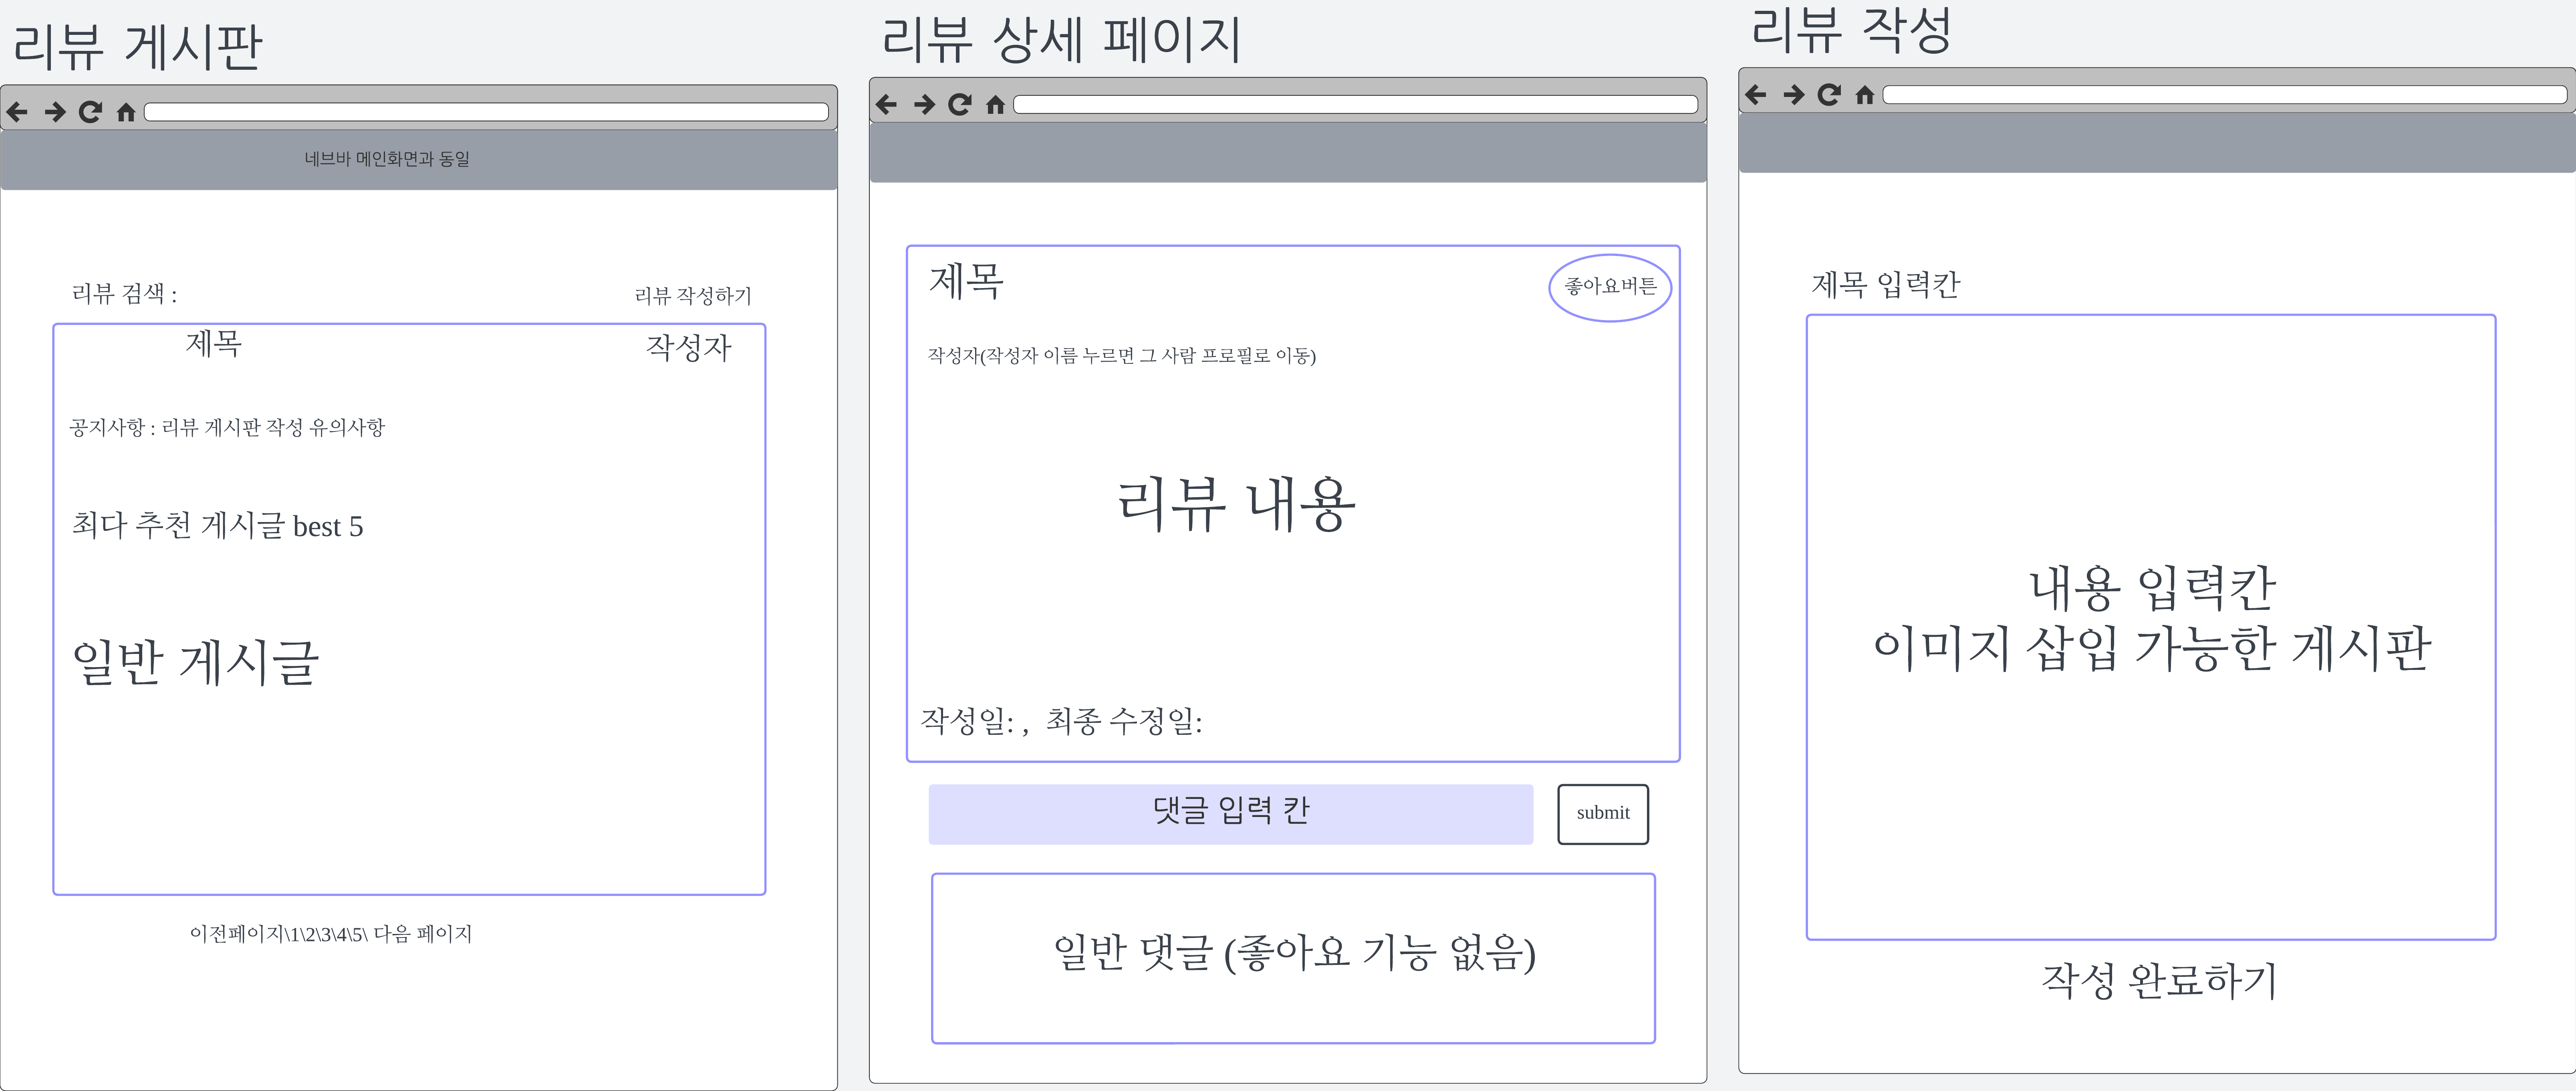 리뷰 게시판
네브바 메인화면과 동일
리뷰 검색 :
리뷰 작성하기
제목
작성자
공지사항 : 리뷰 게시판 작성 유의사항
최다 추천 게시글 best 5
일반 게시글
이전페이지\1\2\3\4\5\ 다음 페이지
리뷰 상세 페이지
제목
좋아요버튼
작성자(작성자 이름 누르면 그 사람 프로필로 이동)
리뷰 내용
작성일: , 최종 수정일:
댓글 입력 칸
submit
일반 댓글 (좋아요 기능 없음)
리뷰 작성
제목 입력칸
내용 입력칸
이미지 삽입 가능한 게시판
작성 완료하기